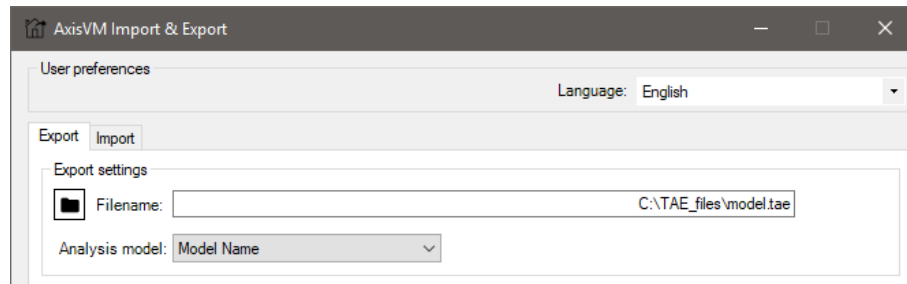 AxisVM Import & Export
User preferences
Language: English
Export Import
Export settings
Filename: C:\TAE_files\model.tae
Analysis model: Model Name